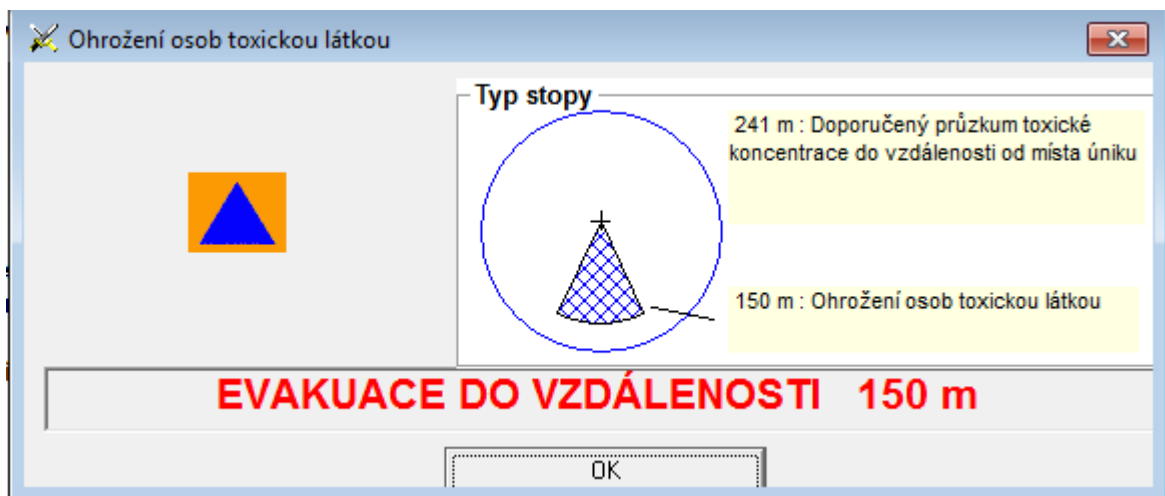 Ohrožení osob toxickou látkou
Typ stopy
241 m : Doporučený průzkum toxické
koncentrace do vzdálenosti od místa úniku
150 m : Ohrožení osob toxickou látkou
EVAKUACE DO VZDÁLENOSTI 150 m
OK